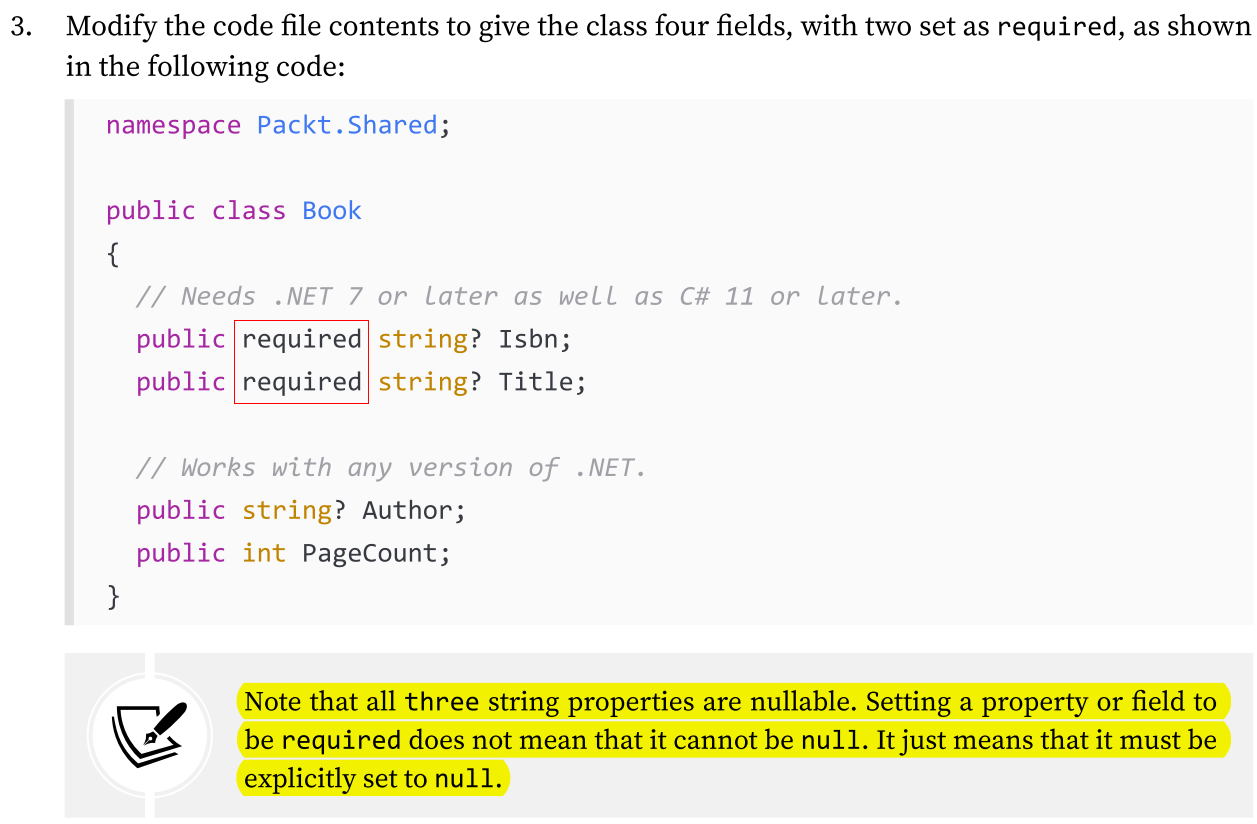 3. Modify the code file contents to give the class four fields, with two set as required, as shown
in the following code:
namespace Packt.Shared;
public class Book
{
// Needs .NET 7 or later as well as C# 11 or later.
public required string? Isbn;
public required string? Title;
// Works with any version of .NET.
public string? Author;
public int PageCount;
}
Note that all three string properties are nullable. Setting a property or field to
be required does not mean that it cannot be null. It just means that it must be
explicitly set to null.